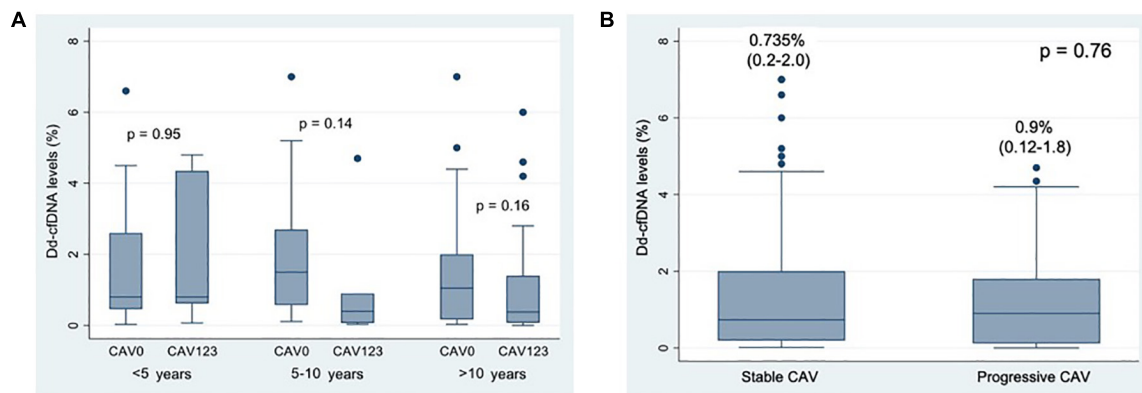 A
Dd-cfDNA levels (%)
8
6
4
2
0
p = 0.95
p = 0.14
p = 0.16
CAV0 CAV123 CAV0 CAV123 CAV0 CAV123
<5 years 5-10 years >10 years
B
Dd-cfDNA levels (%)
8
6
4
2
0
0.735%
(0.2-2.0)
p = 0.76
0.9%
(0.12-1.8)
Stable CAV Progressive CAV